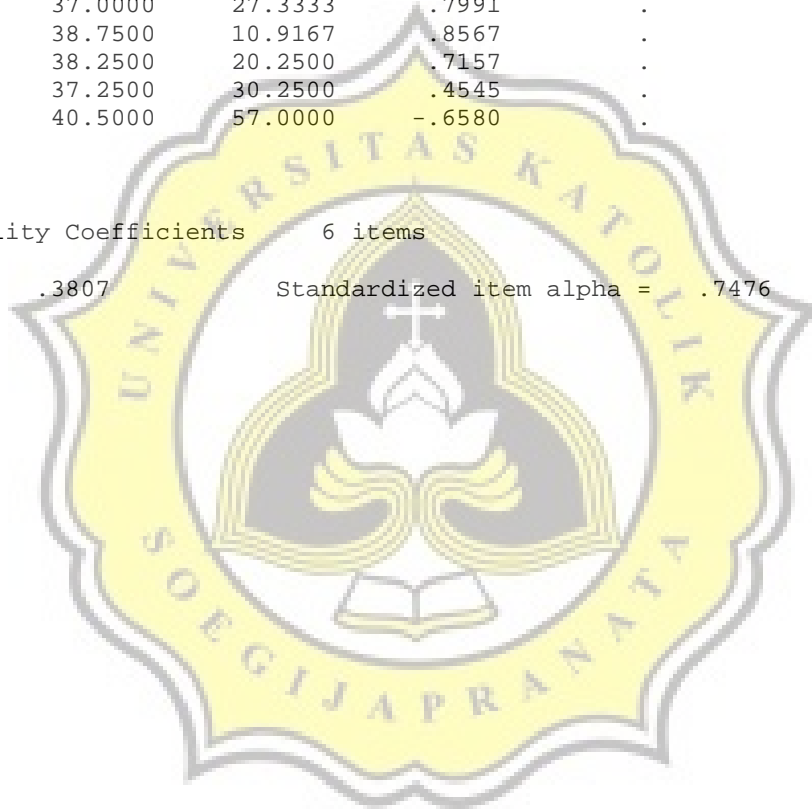 37.0000 27.3333 .7991 .
38.7500 10.9167 .8567 .
38.2500 20.2500 .7157 .
37.2500 30.2500 .4545 .
40.5000 57.0000 -.6580 .
lity Coefficients 6 items
.3807 Standardized item alpha = .7476
UNIVERSITAS KATOLIK
SOEGIJAPRANATA